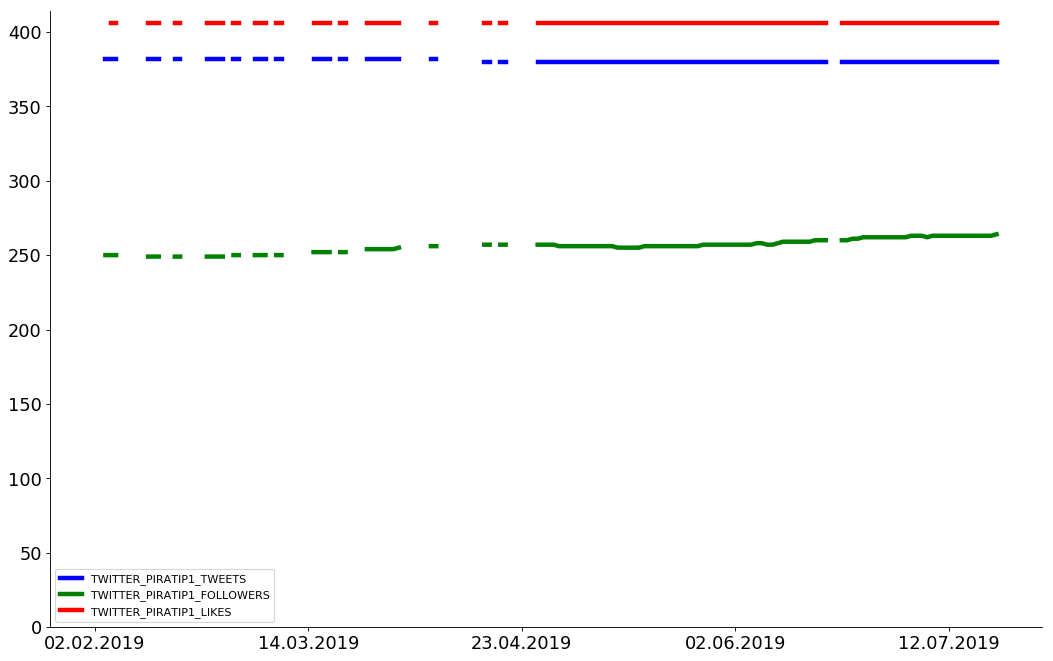 400
350
300
250
200
150
100
50
0
TWITTER_PIRATIP1_TWEETS
TWITTER_PIRATIP1_FOLLOWERS
TWITTER_PIRATIP1_LIKES
02.02.2019 14.03.2019 23.04.2019 02.06.2019 12.07.2019